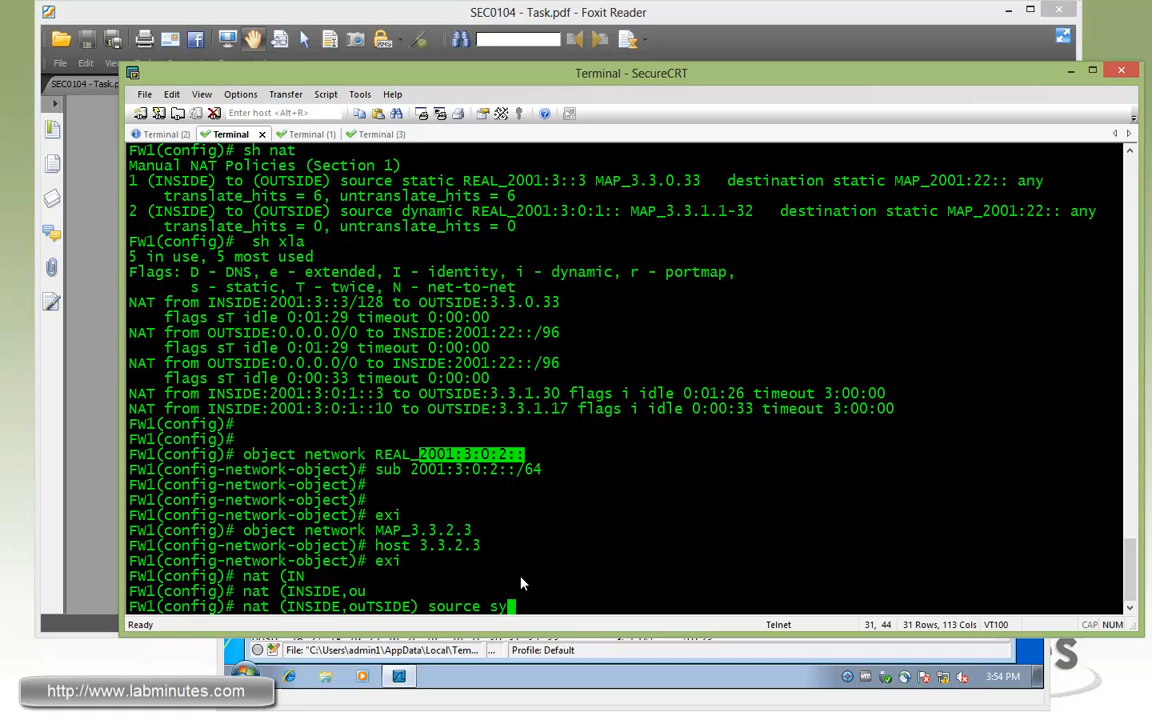 SEC0104 - Task.pdf - Foxit Reader
File Edit
SEC0104 - Task.p
Terminal - SecureCRT
File Edit View Options Transfer Script Tools Help
Enter host <Alt+R>
Terminal (2) Terminal Terminal (1) Terminal (3)
FW1(config)# sh nat
Manual NAT Policies (Section 1)
1 (INSIDE) to (OUTSIDE) source static REAL_2001:3::3 MAP_3.3.0.33   destination static MAP_2001:22:: any
translate_hits = 6, untranslate_hits = 6
2 (INSIDE) to (OUTSIDE) source dynamic REAL_2001:3:0:1:: MAP_3.3.1.1-32   destination static MAP_2001:22:: any
translate_hits = 0, untranslate_hits = 0
FW1(config)#  sh xla
5 in use, 5 most used
Flags: D - DNS, e - extended, I - identity, i - dynamic, r - portmap,
s - static, T - twice, N - net-to-net
NAT from INSIDE:2001:3::3/128 to OUTSIDE:3.3.0.33
flags sT idle 0:01:29 timeout 0:00:00
NAT from OUTSIDE:0.0.0.0/0 to INSIDE:2001:22::/96
flags sT idle 0:01:29 timeout 0:00:00
NAT from OUTSIDE:0.0.0.0/0 to INSIDE:2001:22::/96
flags sT idle 0:00:33 timeout 0:00:00
NAT from INSIDE:2001:3:0:1::3 to OUTSIDE:3.3.1.30 flags i idle 0:01:26 timeout 3:00:00
NAT from INSIDE:2001:3:0:1::10 to OUTSIDE:3.3.1.17 flags i idle 0:00:33 timeout 3:00:00
FW1(config)#
FW1(config)#
FW1(config)# object network REAL_2001:3:0:2::
FW1(config-network-object)# sub 2001:3:0:2::/64
FW1(config-network-object)#
FW1(config-network-object)#
FW1(config-network-object)# exi
FW1(config)# object network MAP_3.3.2.3
FW1(config-network-object)# host 3.3.2.3
FW1(config-network-object)# exi
FW1(config)# nat (IN
FW1(config)# nat (INSIDE,ou
FW1(config)# nat (INSIDE,ouTSIDE) source sy
Ready Telnet 31, 44 31 Rows, 113 Cols VT100 CAP NUM
File: "C:\Users\admin1\AppData\Local\Tem... ... Profile: Default
3:54 PM
http://www.labminutes.com